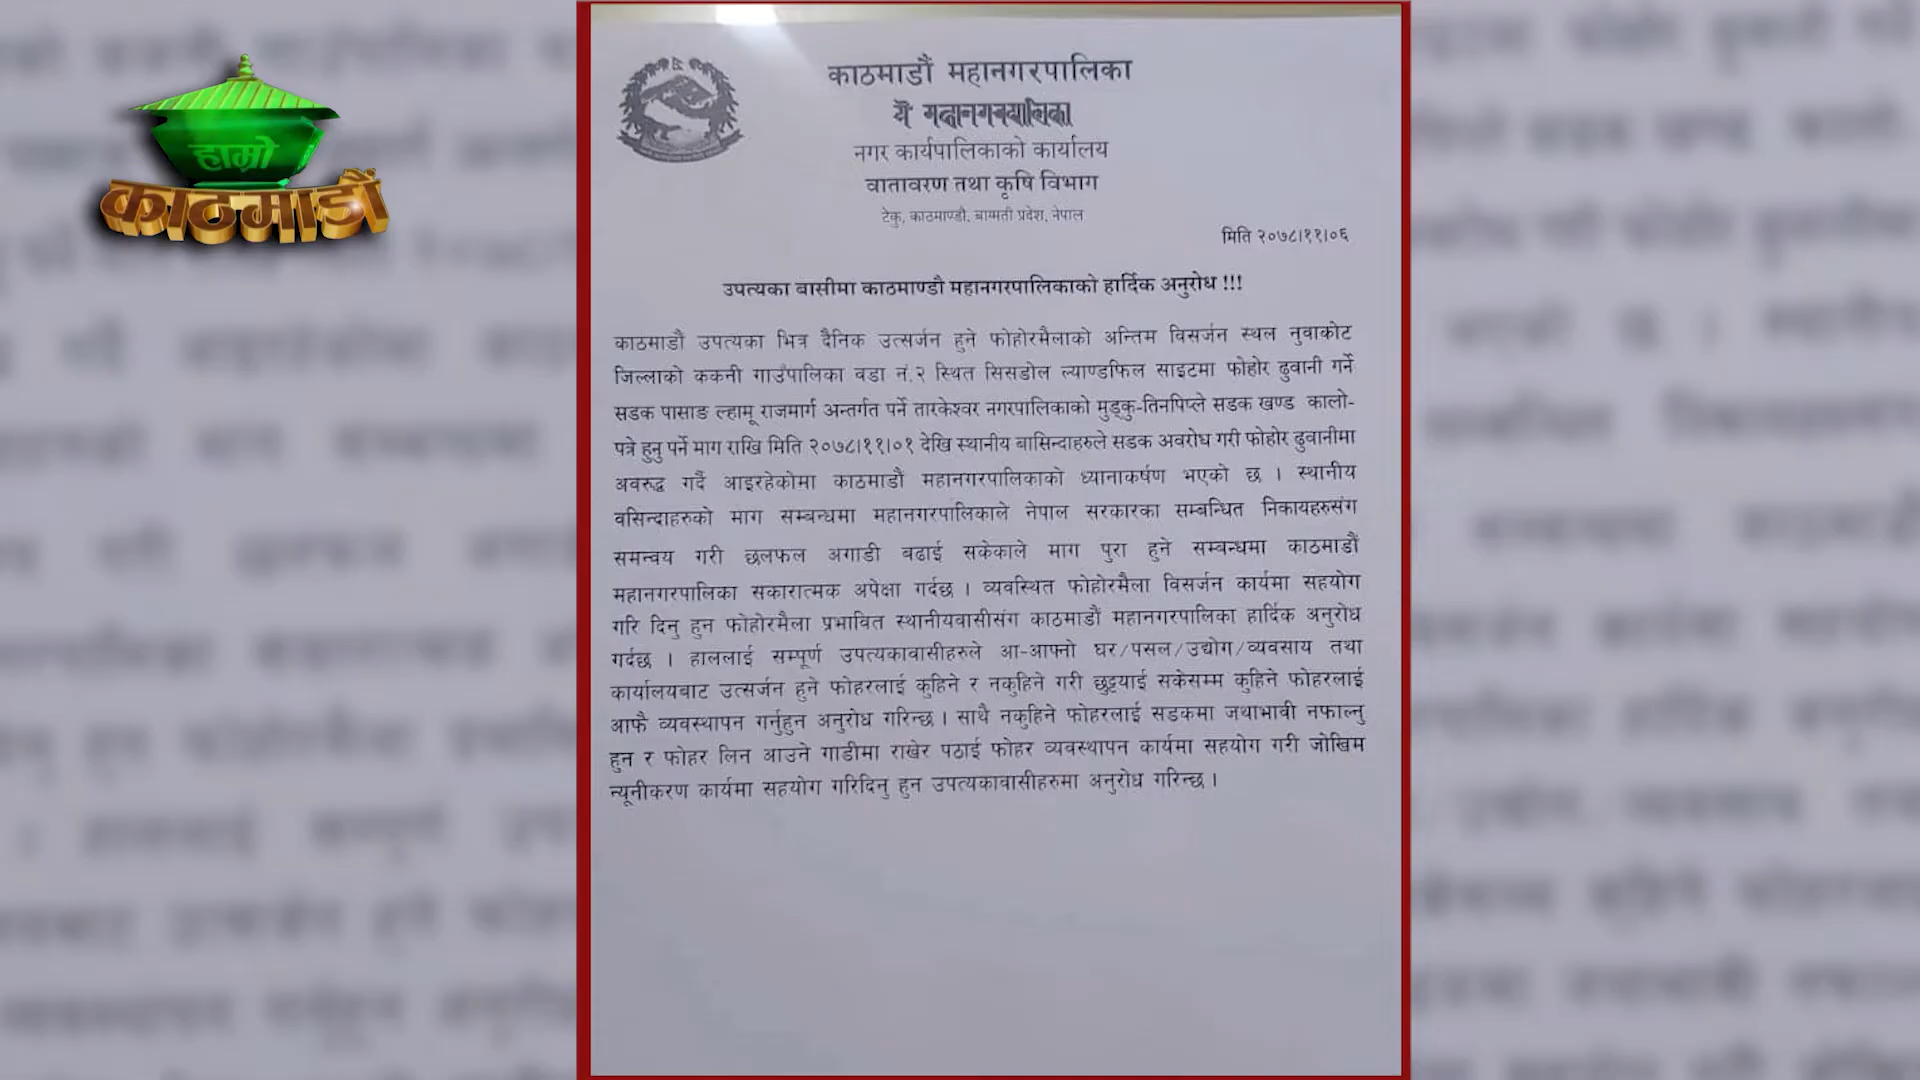 हाम्रो
काठमाडौं
काठमाडौं महानगरपालिका
नगर कार्यपालिकाको कार्यालय
वातावरण तथा कृषि विभाग
टेकु, काठमाण्डौ, बाग्मती प्रदेश, नेपाल
मिति २०७८।११।०६
उपत्यका बासीमा काठमाण्डौ महानगरपालिकाको हार्दिक अनुरोध !!!
काठमाडौं उपत्यका भित्र दैनिक उत्सर्जन हुने फोहोरमैलाको अन्तिम विसर्जन स्थल नुवाकोट
जिल्लाको ककनी गाउँपालिका वडा नं.२ स्थित सिसडोल ल्याण्डफिल साइटमा फोहोर ढुवानी गर्ने
सडक पासाङ ल्हामू राजमार्ग अन्तर्गत पर्ने तारकेश्वर नगरपालिकाको मुड्कु-तिनपिप्ले सडक खण्ड कालो-
पत्रे हुनु पर्ने माग राखि मिति २०७८।११।०१ देखि स्थानीय बासिन्दाहरुले सडक अवरोध गरी फोहोर ढुवानीमा
अवरुद्ध गर्दै आइरहेकोमा काठमाडौं महानगरपालिकाको ध्यानाकर्षण भएको छ । स्थानीय
वसिन्दाहरुको माग सम्बन्धमा महानगरपालिकाले नेपाल सरकारका सम्बन्धित निकायहरुसंग
समन्वय गरी छलफल अगाडी बढाई सकेकाले माग पुरा हुने सम्बन्धमा काठमाडौं
महानगरपालिका सकारात्मक अपेक्षा गर्दछ । व्यवस्थित फोहोरमैला विसर्जन कार्यमा सहयोग
गरि दिनु हुन फोहोरमैला प्रभावित स्थानीयवासीसंग काठमाडौं महानगरपालिका हार्दिक अनुरोध
गर्दछ । हाललाई सम्पूर्ण उपत्यकावासीहरुले आ-आफ्नो घर/पसल/उद्योग/व्यवसाय तथा
कार्यालयबाट उत्सर्जन हुने फोहरलाई कुहिने र नकुहिने गरी छुट्टयाई सकेसम्म कुहिने फोहरलाई
आफै व्यवस्थापन गर्नुहुन अनुरोध गरिन्छ । साथै नकुहिने फोहरलाई सडकमा जथाभावी नफाल्नु
हुन र फोहर लिन आउने गाडीमा राखेर पठाई फोहर व्यवस्थापन कार्यमा सहयोग गरी जोखिम
न्यूनीकरण कार्यमा सहयोग गरिदिनु हुन उपत्यकावासीहरुमा अनुरोध गरिन्छ ।